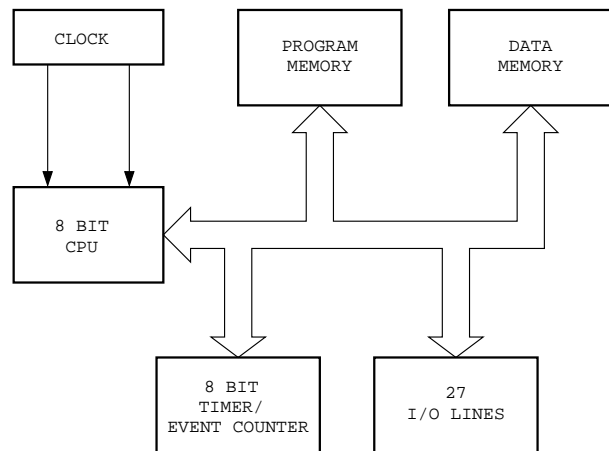 CLOCK
PROGRAM
MEMORY
DATA
MEMORY
8 BIT
CPU
8 BIT
TIMER/
EVENT COUNTER
27
I/O LINES